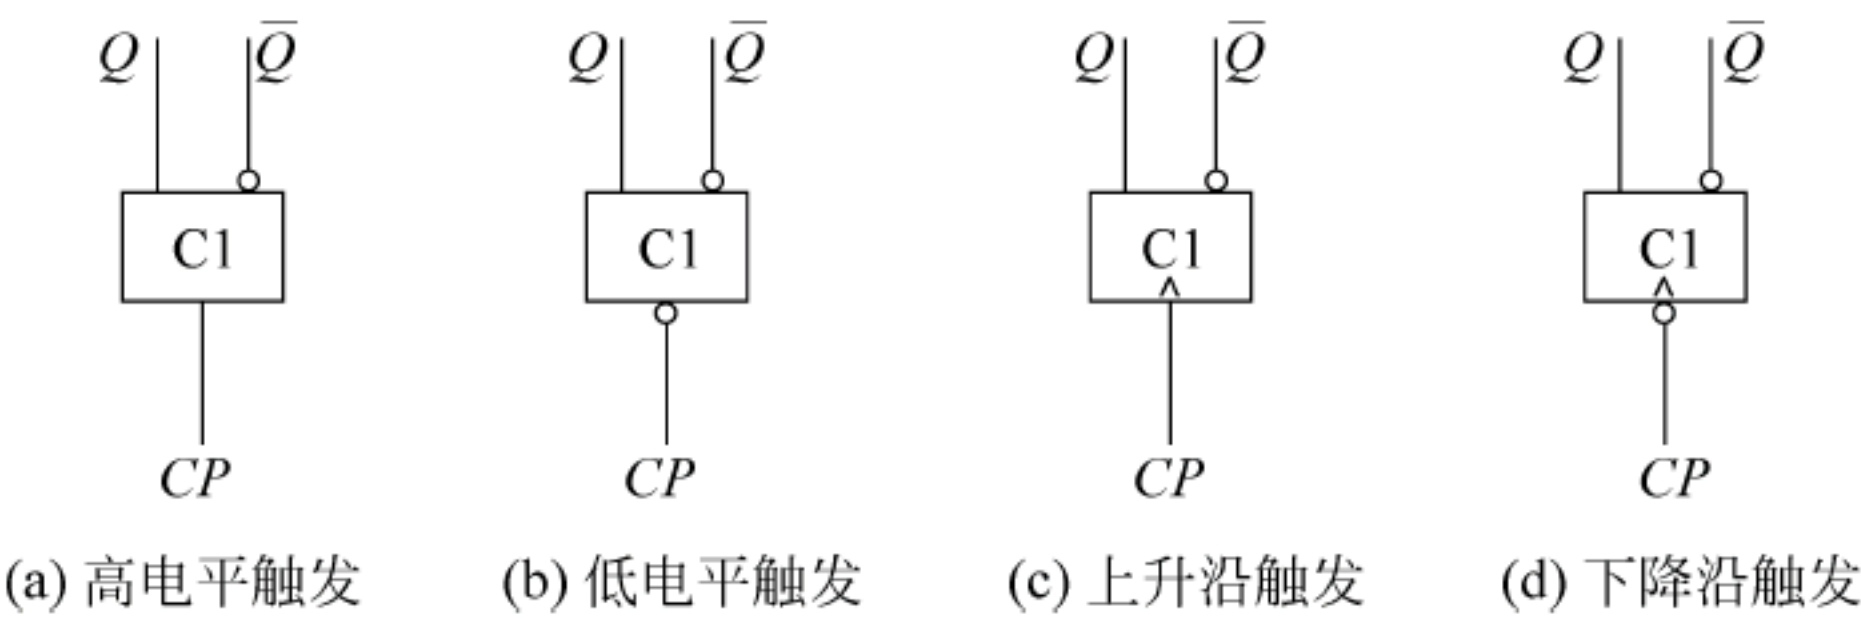 Q Q̅ Q Q̅ Q Q̅ Q Q̅
C1 C1 C1 C1
CP CP CP CP
(a) 高电平触发 (b) 低电平触发 (c) 上升沿触发 (d) 下降沿触发